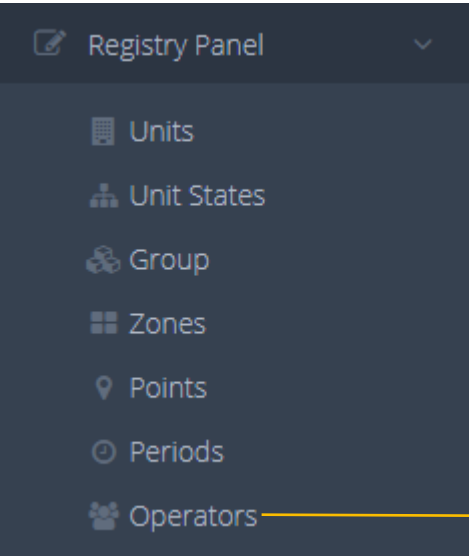 Registry Panel
Units
Unit States
Group
Zones
Points
Periods
Operators